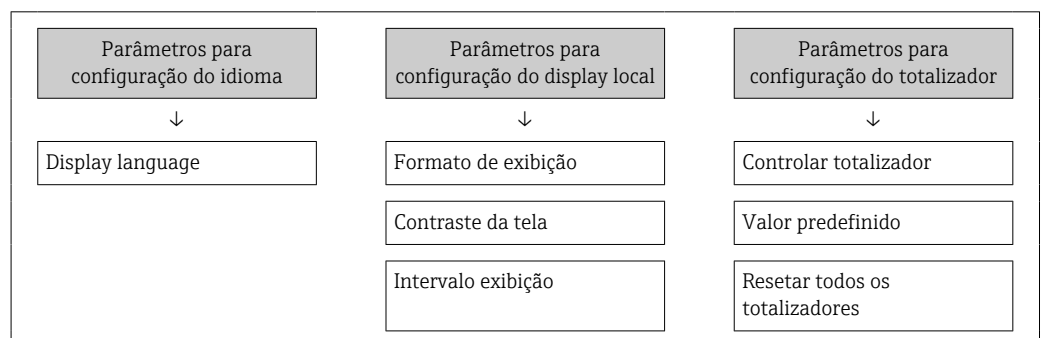 Parâmetros para
configuração do idioma
↓
Display language
Parâmetros para
configuração do display local
↓
Formato de exibição
Contraste da tela
Intervalo exibição
Parâmetros para
configuração do totalizador
↓
Controlar totalizador
Valor predefinido
Resetar todos os
totalizadores